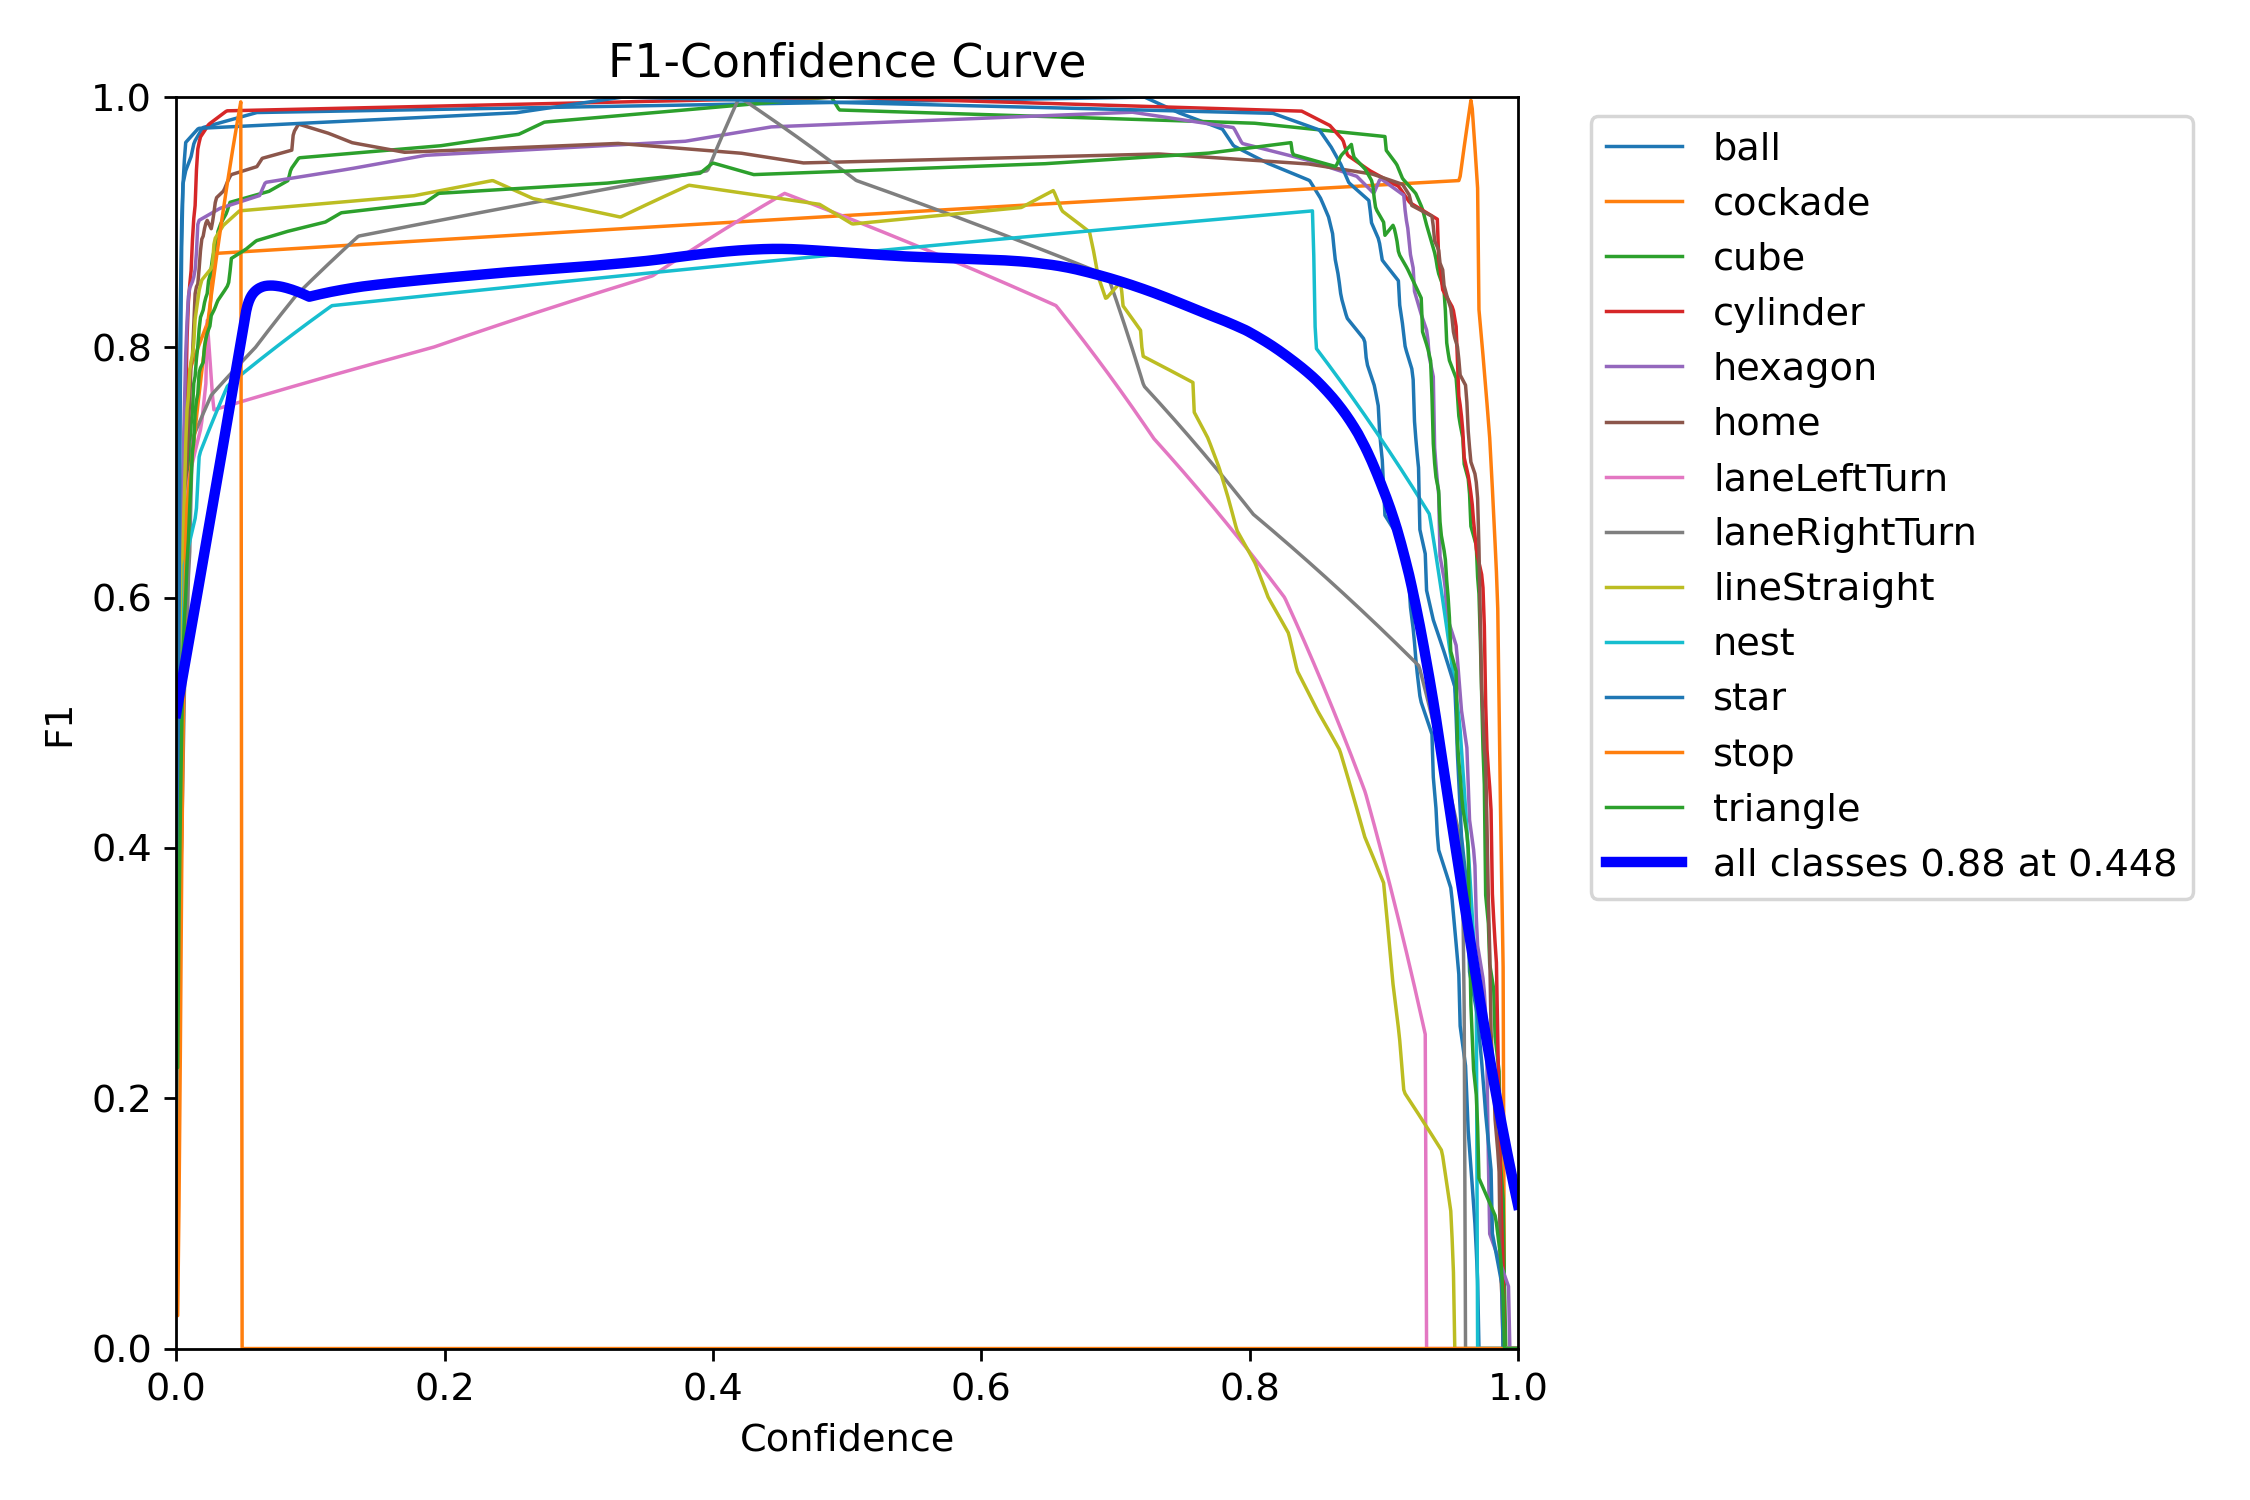 F1-Confidence Curve
1.0
0.8
0.6
0.4
0.2
0.0
F1
0.0 0.2 0.4 0.6 0.8 1.0
Confidence
ball
cockade
cube
cylinder
hexagon
home
laneLeftTurn
laneRightTurn
lineStraight
nest
star
stop
triangle
all classes 0.88 at 0.448